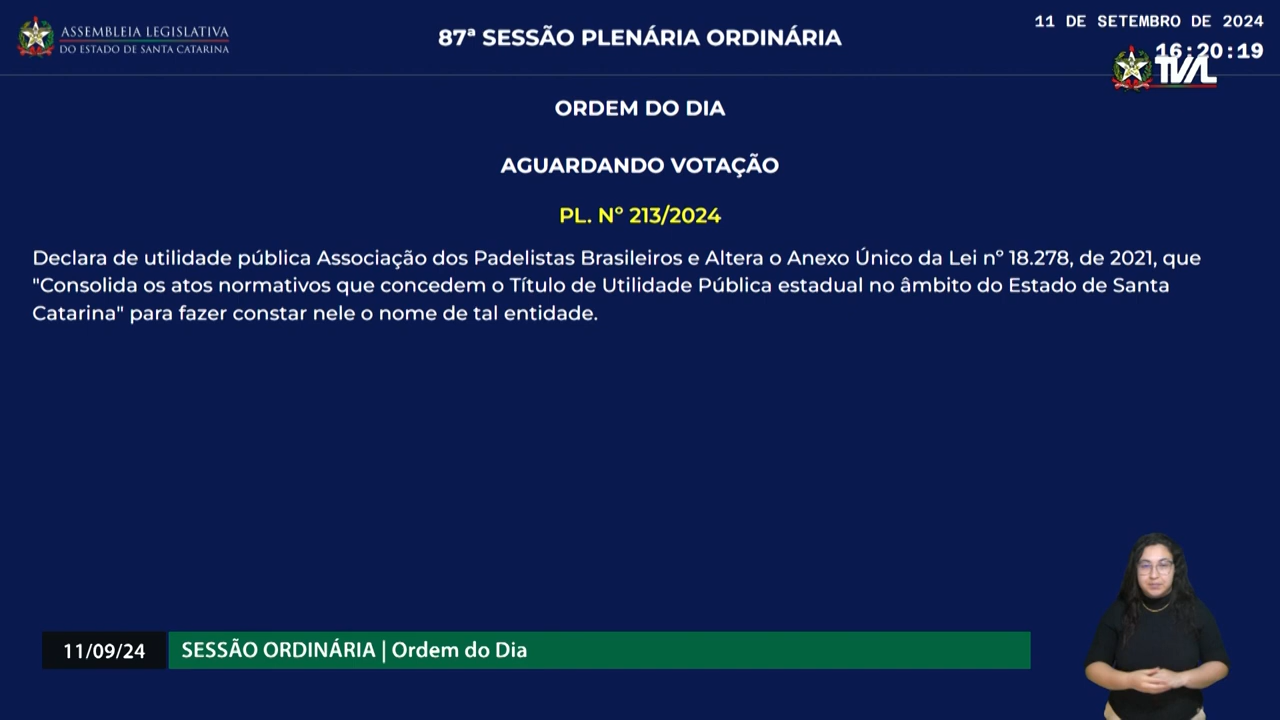 ASSEMBLEIA LEGISLATIVA
DO ESTADO DE SANTA CATARINA
87ª SESSÃO PLENÁRIA ORDINÁRIA
11 DE SETEMBRO DE 2024
16:20:19
TVAL
ORDEM DO DIA
AGUARDANDO VOTAÇÃO
PL. Nº 213/2024
Declara de utilidade pública Associação dos Padelistas Brasileiros e Altera o Anexo Único da Lei nº 18.278, de 2021, que
"Consolida os atos normativos que concedem o Título de Utilidade Pública estadual no âmbito do Estado de Santa
Catarina" para fazer constar nele o nome de tal entidade.
11/09/24
SESSÃO ORDINÁRIA | Ordem do Dia